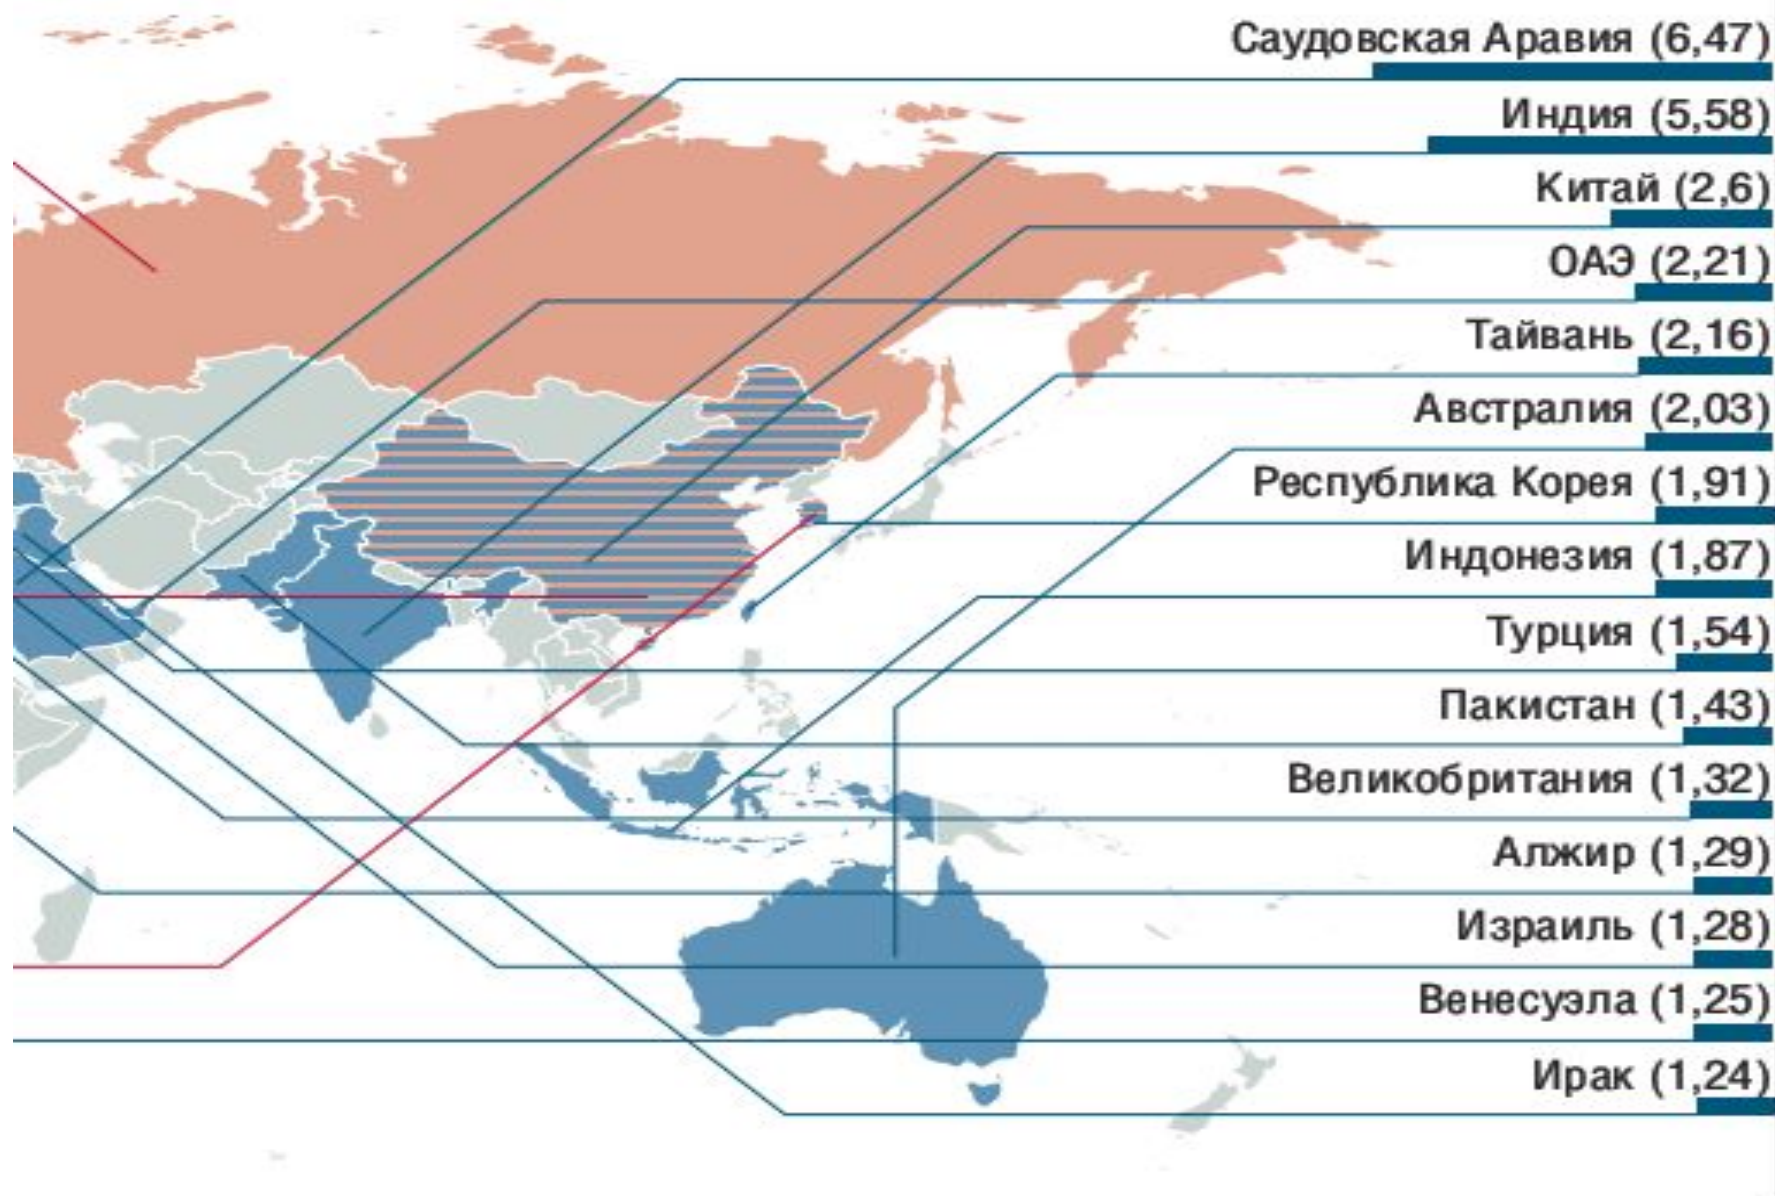 Саудовская Аравия (6,47)
Индия (5,58)
Китай (2,6)
ОАЭ (2,21)
Тайвань (2,16)
Австралия (2,03)
Республика Корея (1,91)
Индонезия (1,87)
Турция (1,54)
Пакистан (1,43)
Великобритания (1,32)
Алжир (1,29)
Израиль (1,28)
Венесуэла (1,25)
Ирак (1,24)